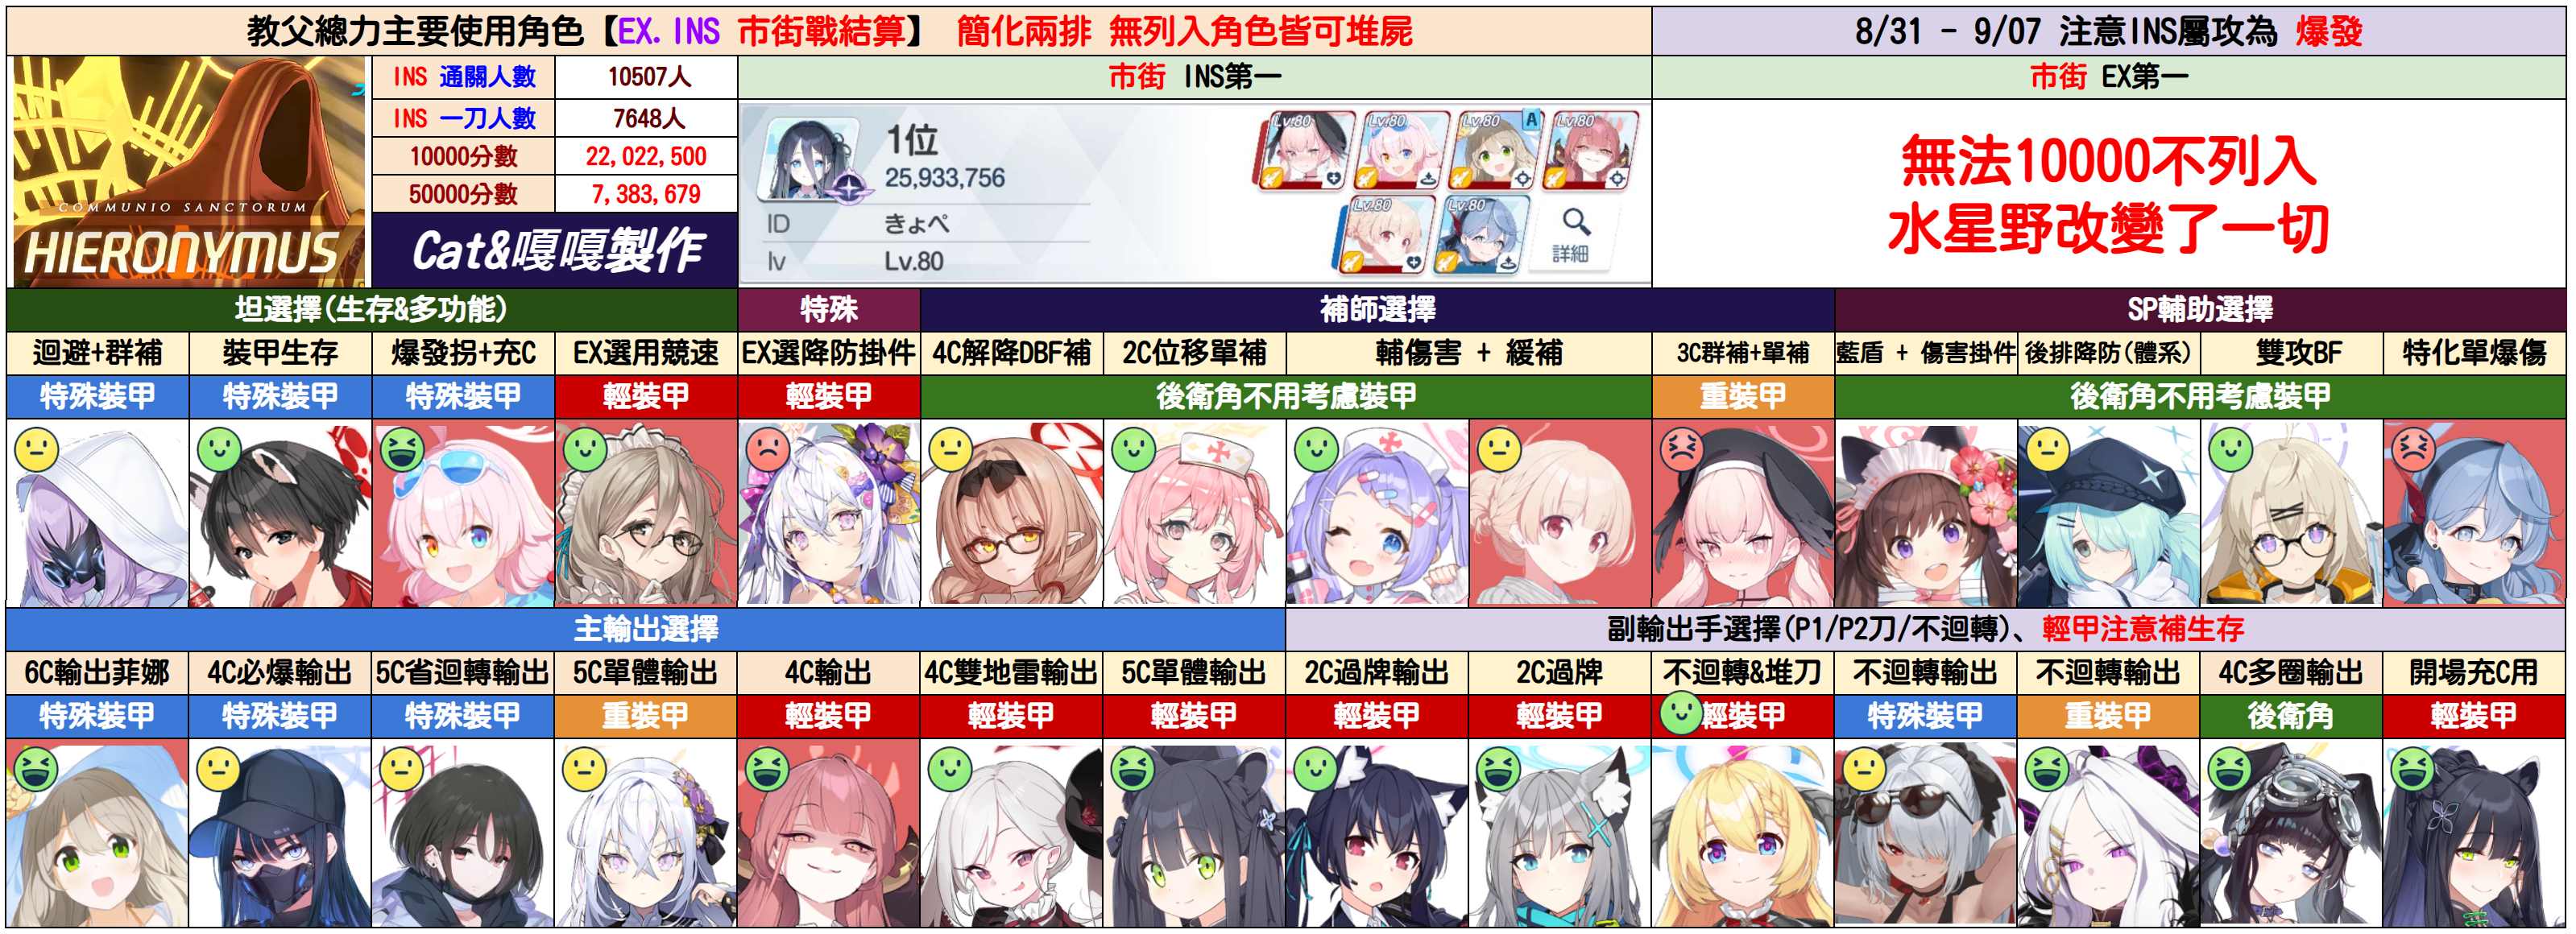 教父總力主要使用角色【EX.INS 市街戰結算】 簡化兩排 無列入角色皆可堆屍
8/31 - 9/07 注意INS屬攻為 爆發
INS 通關人數 10507人
市街 INS第一
市街 EX第一
INS 一刀人數 7648人
10000分數 22,022,500
50000分數 7,383,679
COMMUNIO SANCTORUM
HIERONYMUS
Cat&嘎嘎製作
1位
25,933,756
ID きょぺ
lv Lv.80
Lv.80 Lv.80 Lv.80 A Lv.80
Lv.80 Lv.80
詳細
無法10000不列入
水星野改變了一切
坦選擇(生存&多功能) 特殊 補師選擇 SP輔助選擇
迴避+群補 裝甲生存 爆發拐+充C EX選用競速 EX選降防掛件 4C解降DBF補 2C位移單補 輔傷害 + 緩補 3C群補+單補 藍盾 + 傷害掛件 後排降防(體系) 雙攻BF 特化單爆傷
特殊裝甲 特殊裝甲 特殊裝甲 輕裝甲 輕裝甲 後衛角不用考慮裝甲 重裝甲 後衛角不用考慮裝甲
主輸出選擇 副輸出手選擇(P1/P2刀/不迴轉)、輕甲注意補生存
6C輸出菲娜 4C必爆輸出 5C省迴轉輸出 5C單體輸出 4C輸出 4C雙地雷輸出 5C單體輸出 2C過牌輸出 2C過牌 不迴轉&堆刀 不迴轉輸出 不迴轉輸出 4C多圈輸出 開場充C用
特殊裝甲 特殊裝甲 特殊裝甲 重裝甲 輕裝甲 輕裝甲 輕裝甲 輕裝甲 輕裝甲 輕裝甲 特殊裝甲 重裝甲 後衛角 輕裝甲